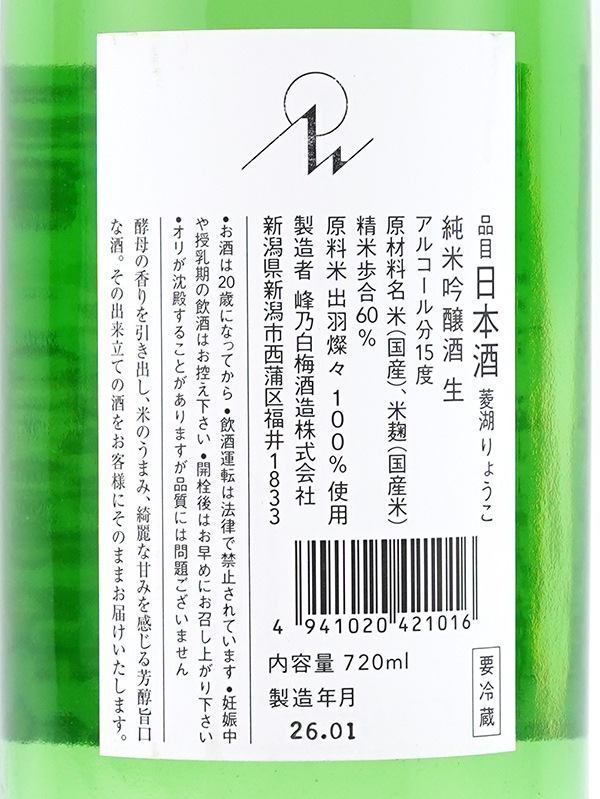 品目 日本酒 菱湖 りょうこ
純米吟醸酒 生
アルコール分15度
原材料名 米(国産)、米麹(国産米)
精米歩合60%
原料米 出羽燦々 100%使用
製造者 峰乃白梅酒造株式会社
新潟県新潟市西蒲区福井1833
•お酒は20歳になってから •飲酒運転は法律で禁止されています •妊娠中
や授乳期の飲酒はお控え下さい •開栓後はお早めにお召し上がり下さい
•オリが沈殿することがありますが品質には問題ございません
酵母の香りを引き出し、米のうまみ、綺麗な甘みを感じる芳醇旨口
な酒。その出来立ての酒をお客様にそのままお届けいたします。
4 941020 421016
内容量 720ml
製造年月
26.01
要冷蔵